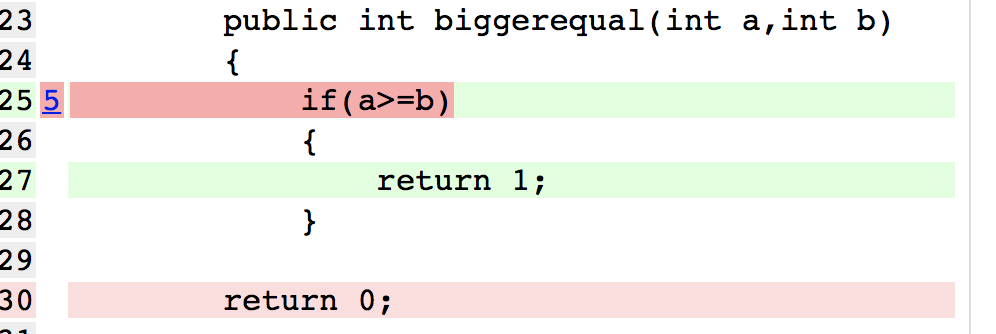 23 public int biggerequal(int a,int b)
24 {
25 5 if(a>=b)
26 {
27 return 1;
28 }
29
30 return 0;